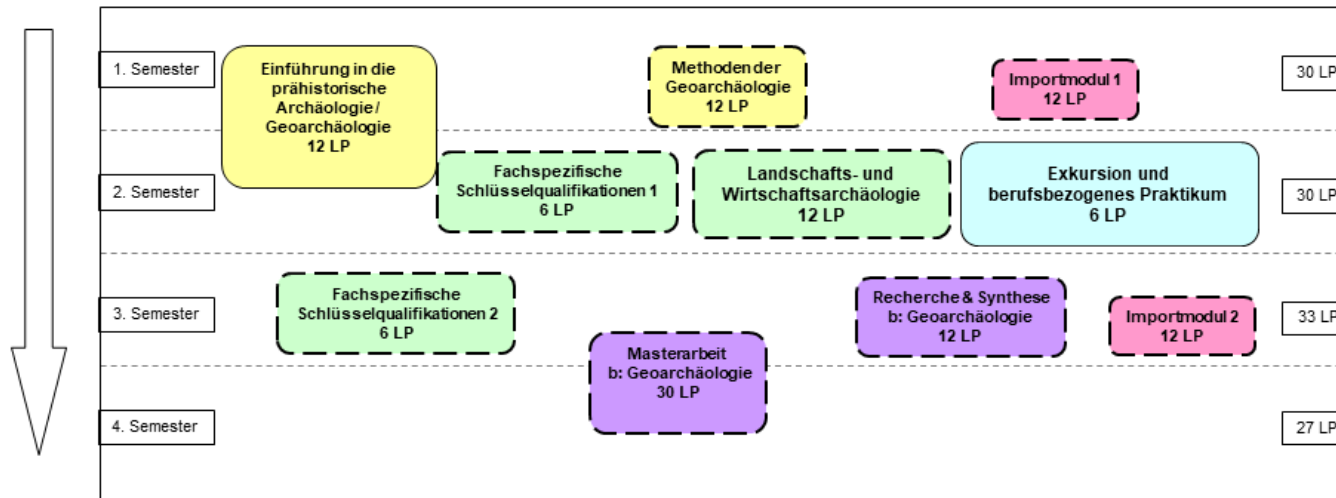 1. Semester
Einführung in die
prähistorische
Archäologie/
Geoarchäologie
12 LP
Methoden der
Geoarchäologie
12 LP
Importmodul 1
12 LP
30 LP
2. Semester
Fachspezifische
Schlüsselqualifikationen 1
6 LP
Landschafts- und
Wirtschaftsarchäologie
12 LP
Exkursion und
berufsbezogenes Praktikum
6 LP
30 LP
3. Semester
Fachspezifische
Schlüsselqualifikationen 2
6 LP
Recherche & Synthese
b: Geoarchäologie
12 LP
Importmodul 2
12 LP
33 LP
Masterarbeit
b: Geoarchäologie
30 LP
4. Semester
27 LP